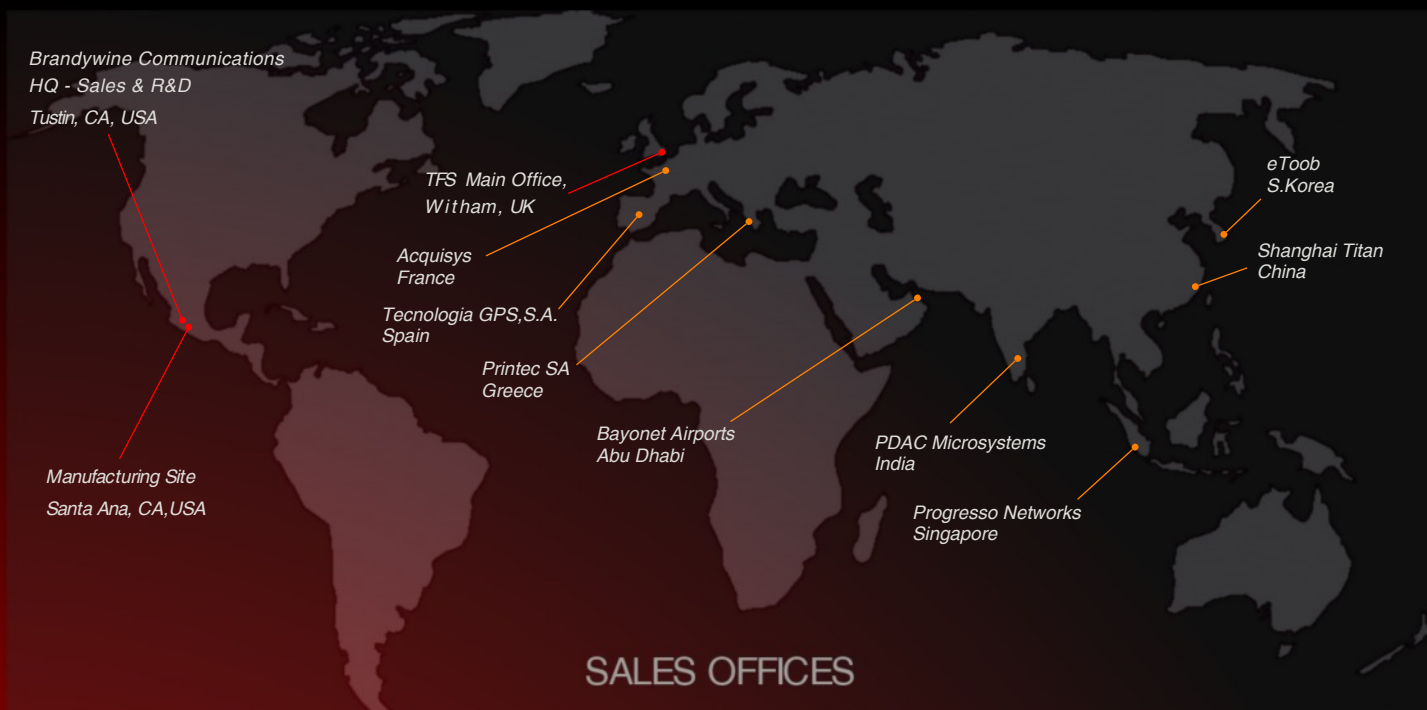 Brandywine Communications
HQ - Sales & R&D
Tustin, CA, USA
TFS Main Office,
Witham, UK
Acquisys
France
Tecnologia GPS,S.A.
Spain
Printec SA
Greece
Bayonet Airports
Abu Dhabi
PDAC Microsystems
India
Progresso Networks
Singapore
eToob
S.Korea
Shanghai Titan
China
Manufacturing Site
Santa Ana, CA,USA
SALES OFFICES